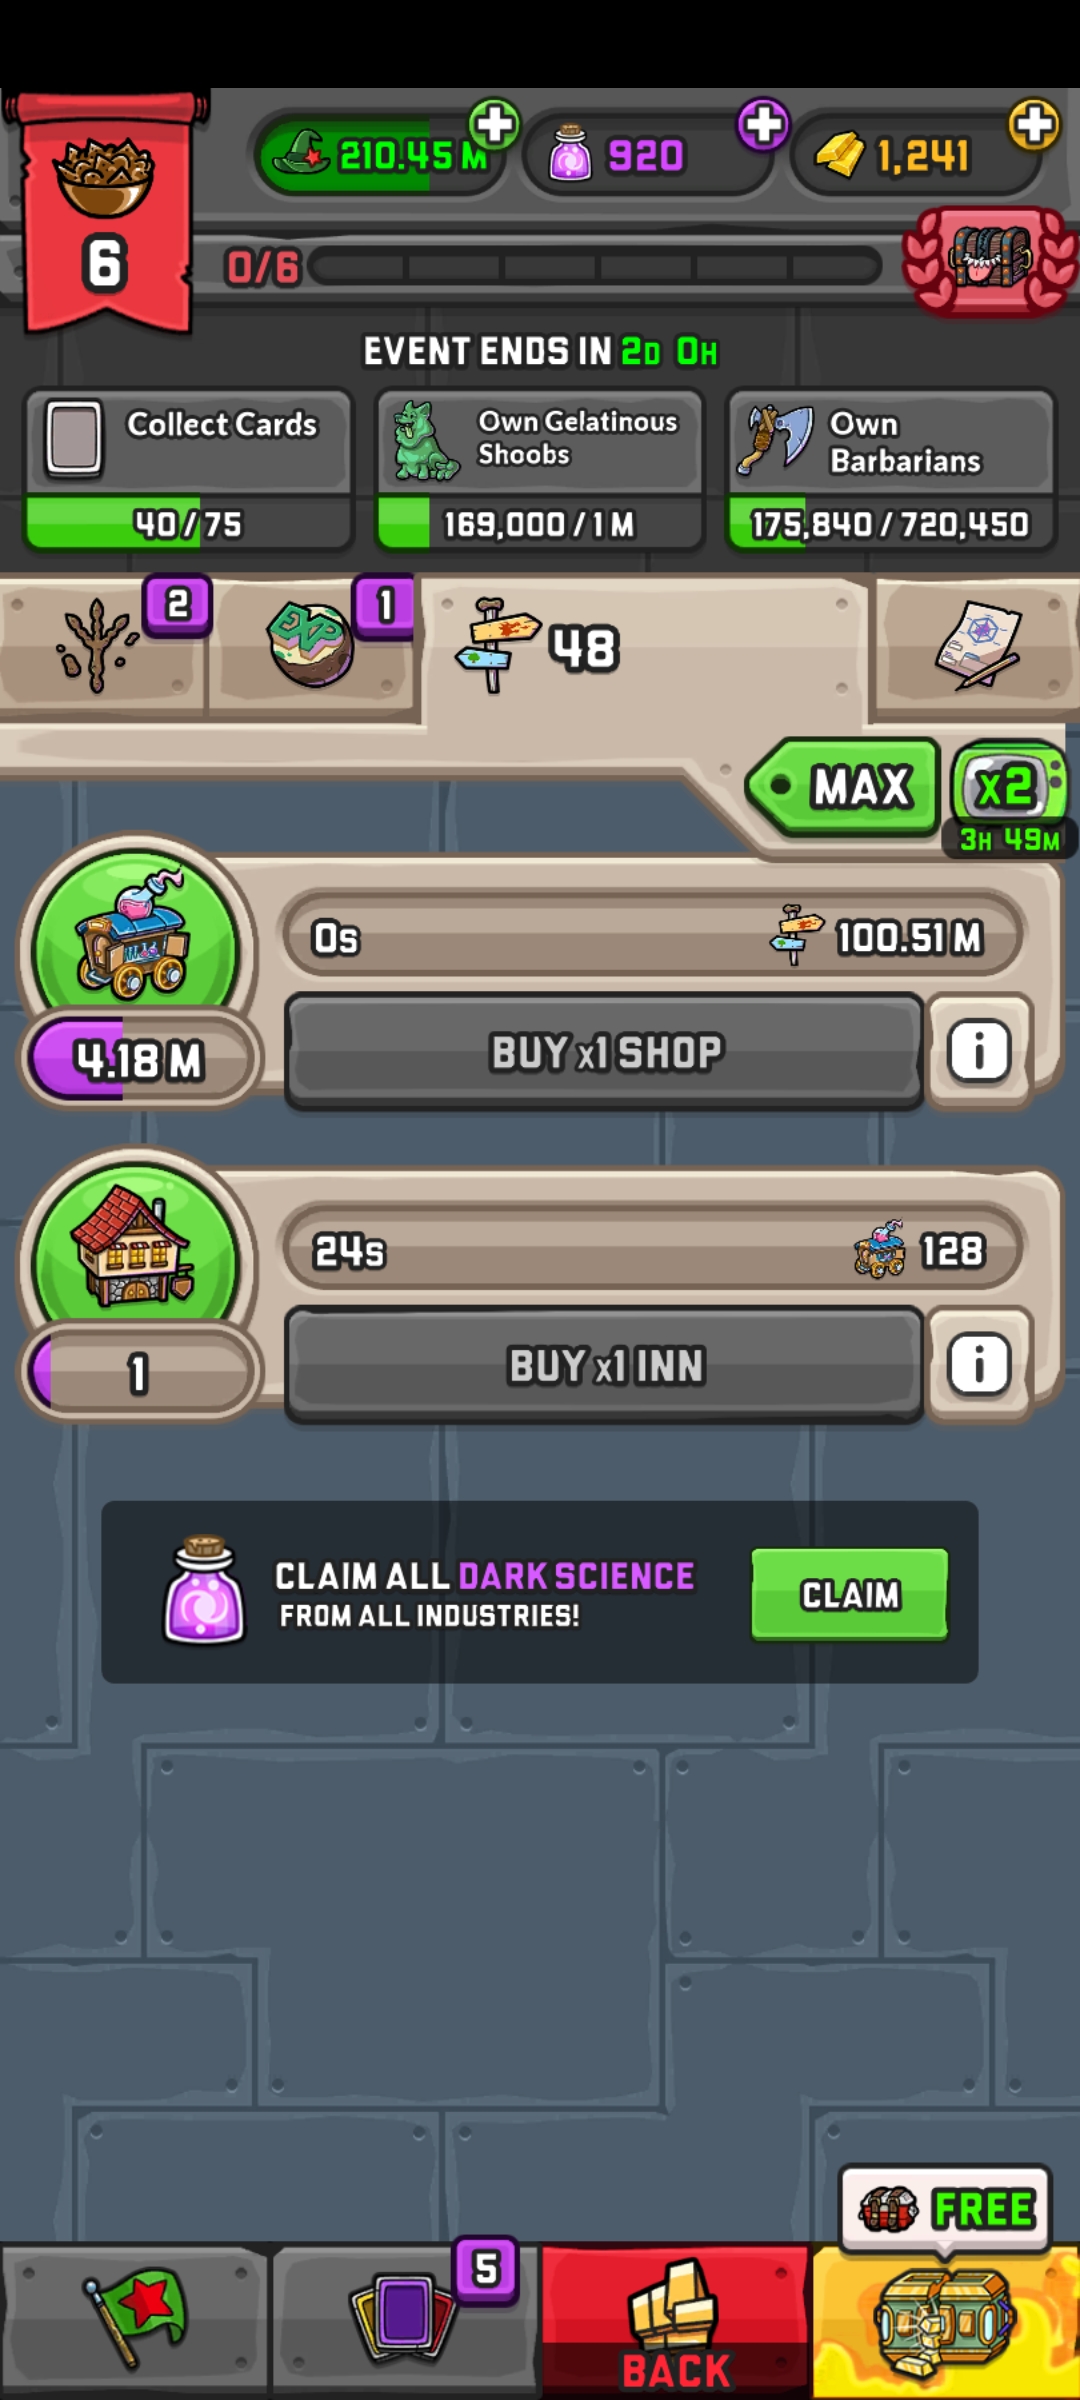 210.45 M
920
1,241
6
0/6
EVENT ENDS IN 2D 0H
Collect Cards
40/75
Own Gelatinous
Shoobs
169,000/1 M
Own
Barbarians
175,840/720,450
2
1
EXP
48
MAX
x2
3H 49M
0s
100.51 M
4.18 M
BUY x1 SHOP
i
24s
128
1
BUY x1 INN
i
CLAIM ALL DARK SCIENCE
FROM ALL INDUSTRIES!
CLAIM
FREE
5
BACK